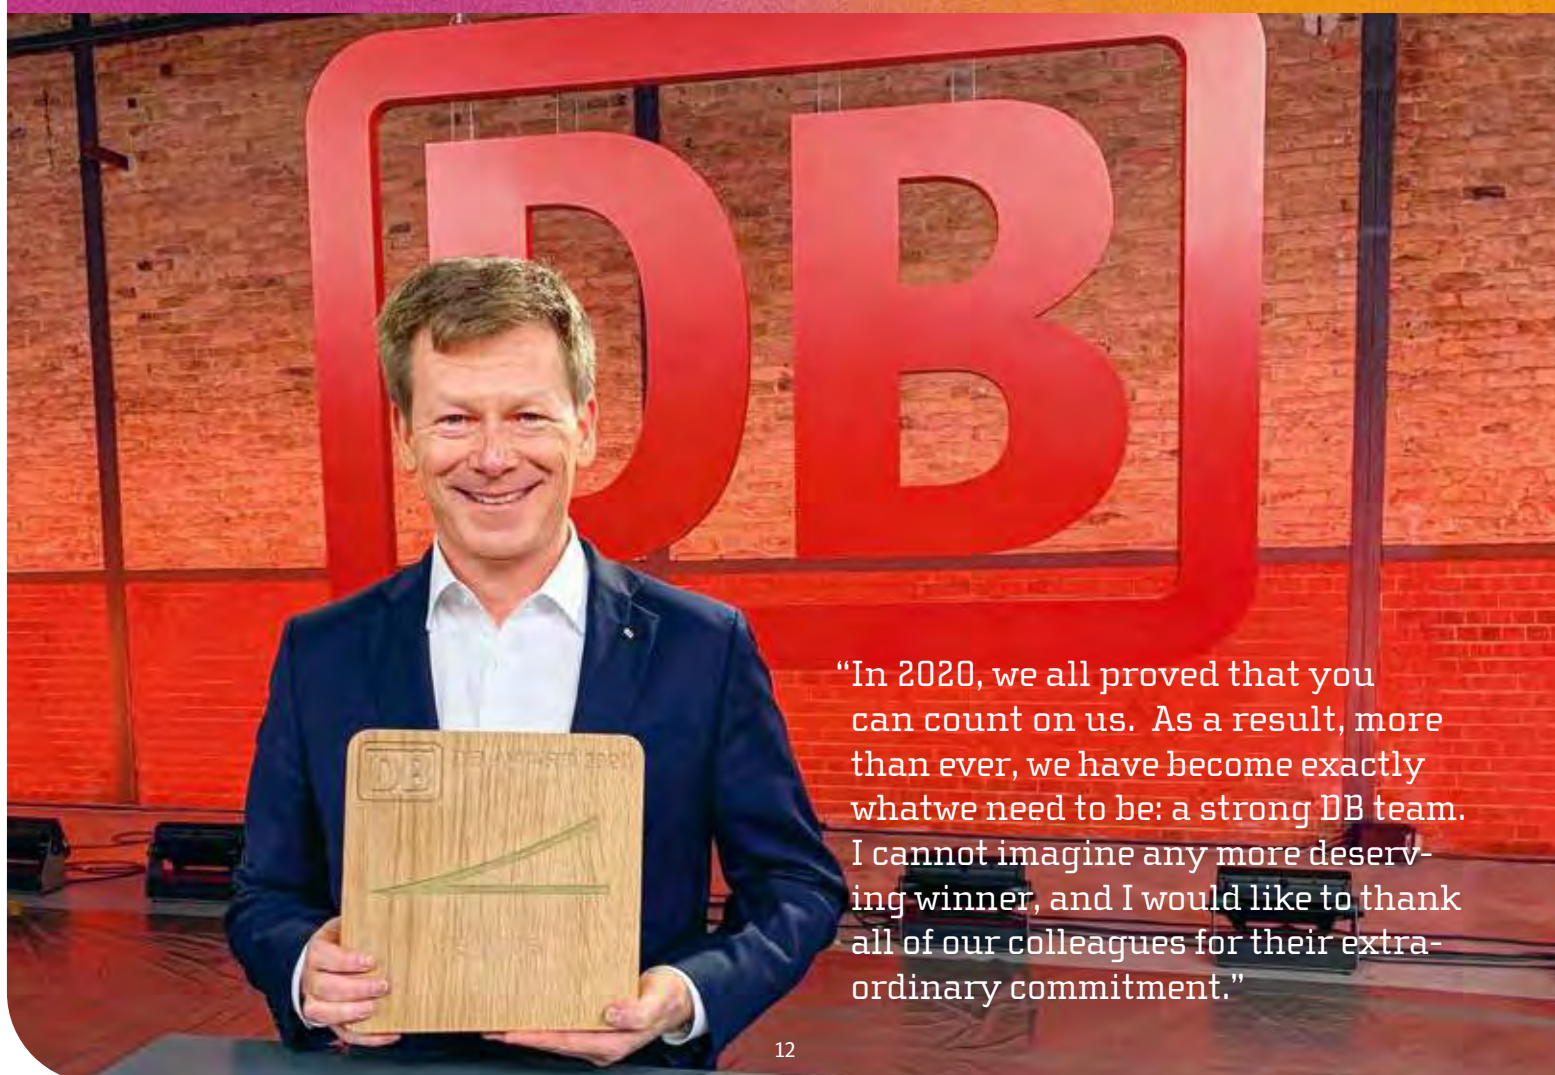 DB
DB
“In 2020, we all proved that you
can count on us. As a result, more
than ever, we have become exactly
whatwe need to be: a strong DB team.
I cannot imagine any more deserv-
ing winner, and I would like to thank
all of our colleagues for their extra-
ordinary commitment.”
12